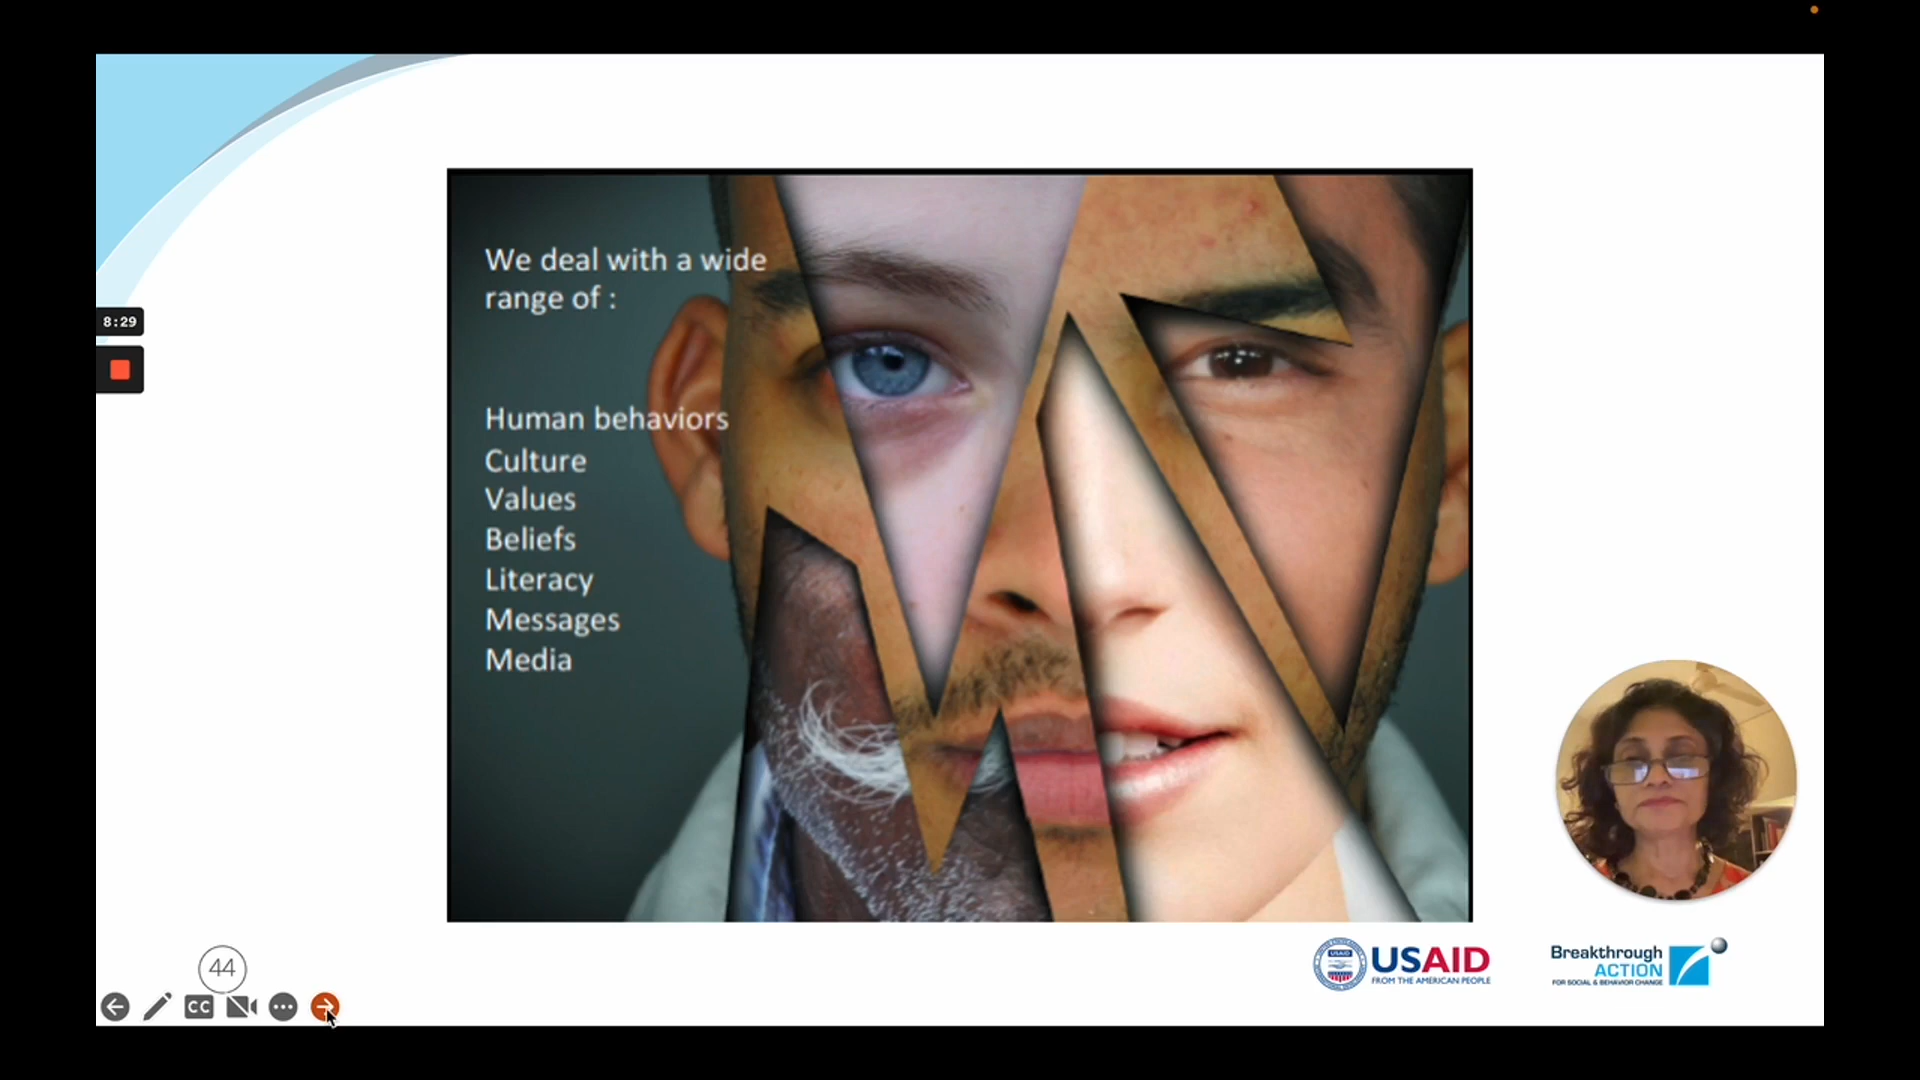 We deal with a wide
range of :
Human behaviors
Culture
Values
Beliefs
Literacy
Messages
Media
8:29
44
CC
USAID
FROM THE AMERICAN PEOPLE
Breakthrough
ACTION
FOR SOCIAL & BEHAVIOR CHANGE